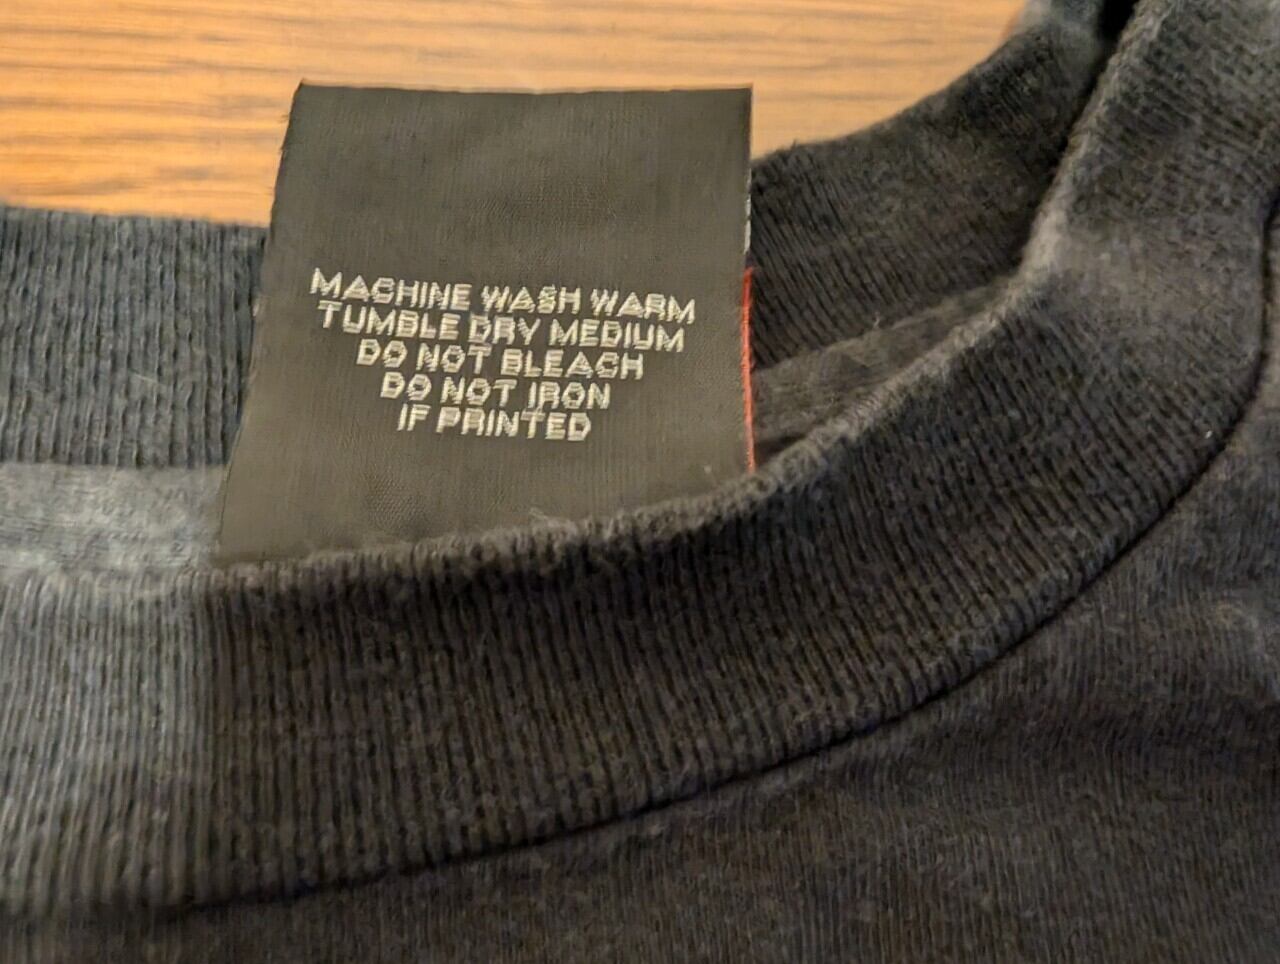 MACHINE WASH WARM
TUMBLE DRY MEDIUM
DO NOT BLEACH
DO NOT IRON
IF PRINTED